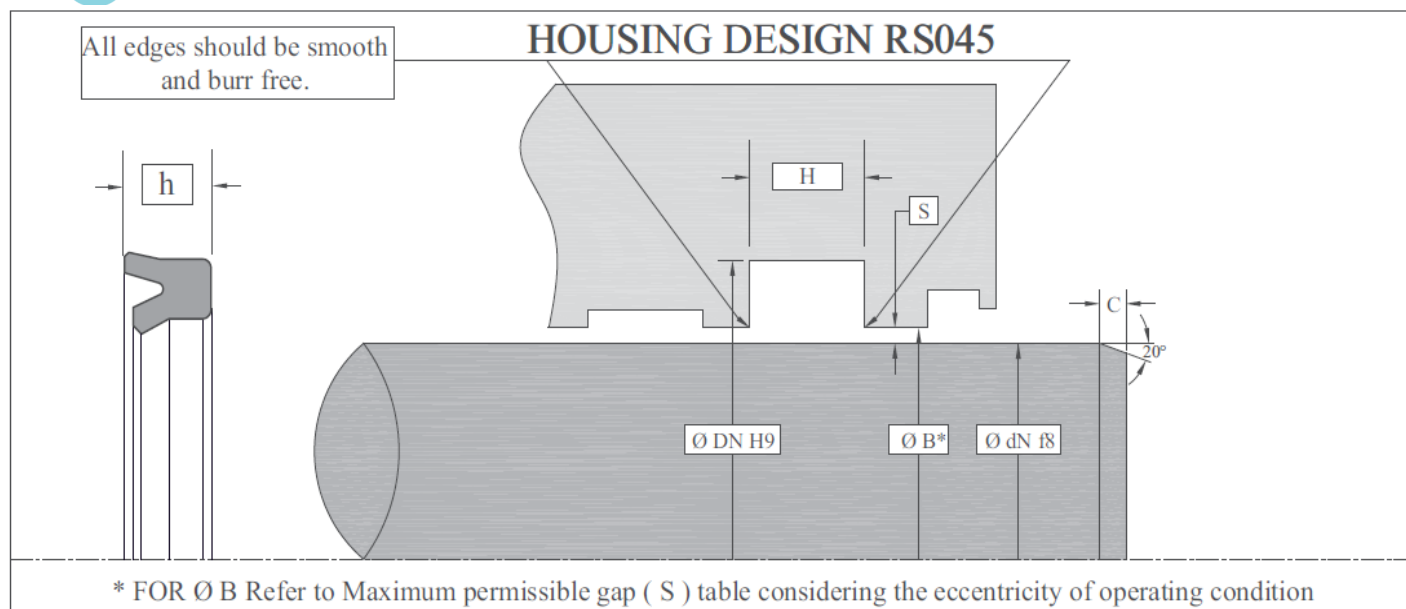 HOUSING DESIGN RS045
All edges should be smooth
and burr free.
h
H
S
C
20°
Ø DN H9
Ø B*
Ø dN f8
* FOR Ø B Refer to Maximum permissible gap ( S ) table considering the eccentricity of operating condition